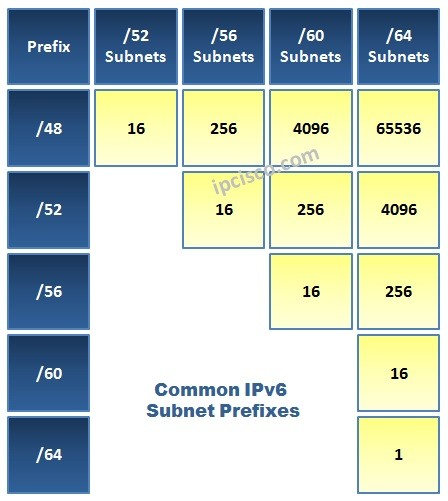 Prefix
/52
Subnets
/56
Subnets
/60
Subnets
/64
Subnets
/48 16 256 4096 65536
ipcisco.com
/52 16 256 4096
/56 16 256
/60 16
Common IPv6
Subnet Prefixes
/64 1